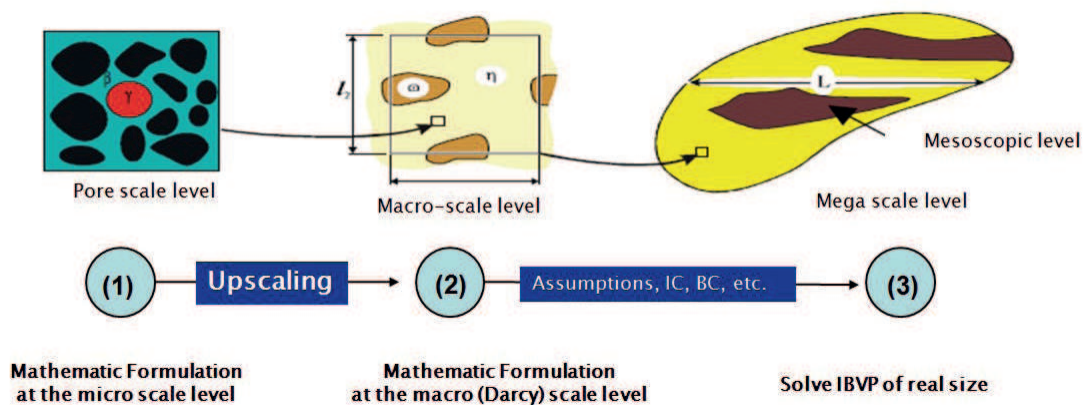 β
γ
Pore scale level
l₂
ω
η
Macro-scale level
L
Mesoscopic level
Mega scale level
(1)
Upscaling
(2)
Assumptions, IC, BC, etc.
(3)
Mathematic Formulation
at the micro scale level
Mathematic Formulation
at the macro (Darcy) scale level
Solve IBVP of real size